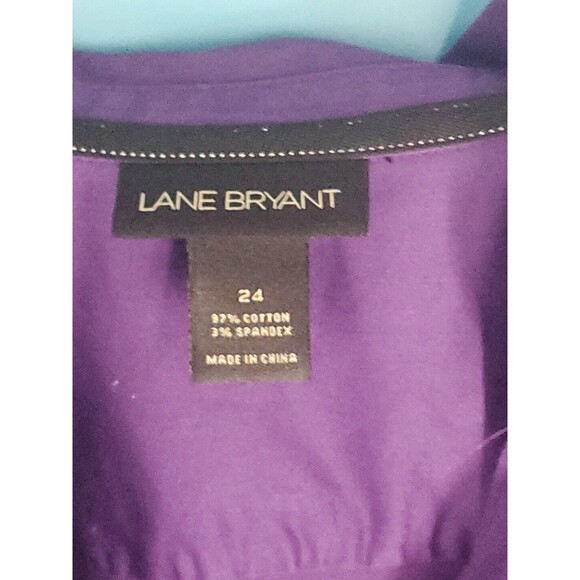 LANE BRYANT
24
97% COTTON
3% SPANDEX
MADE IN CHINA